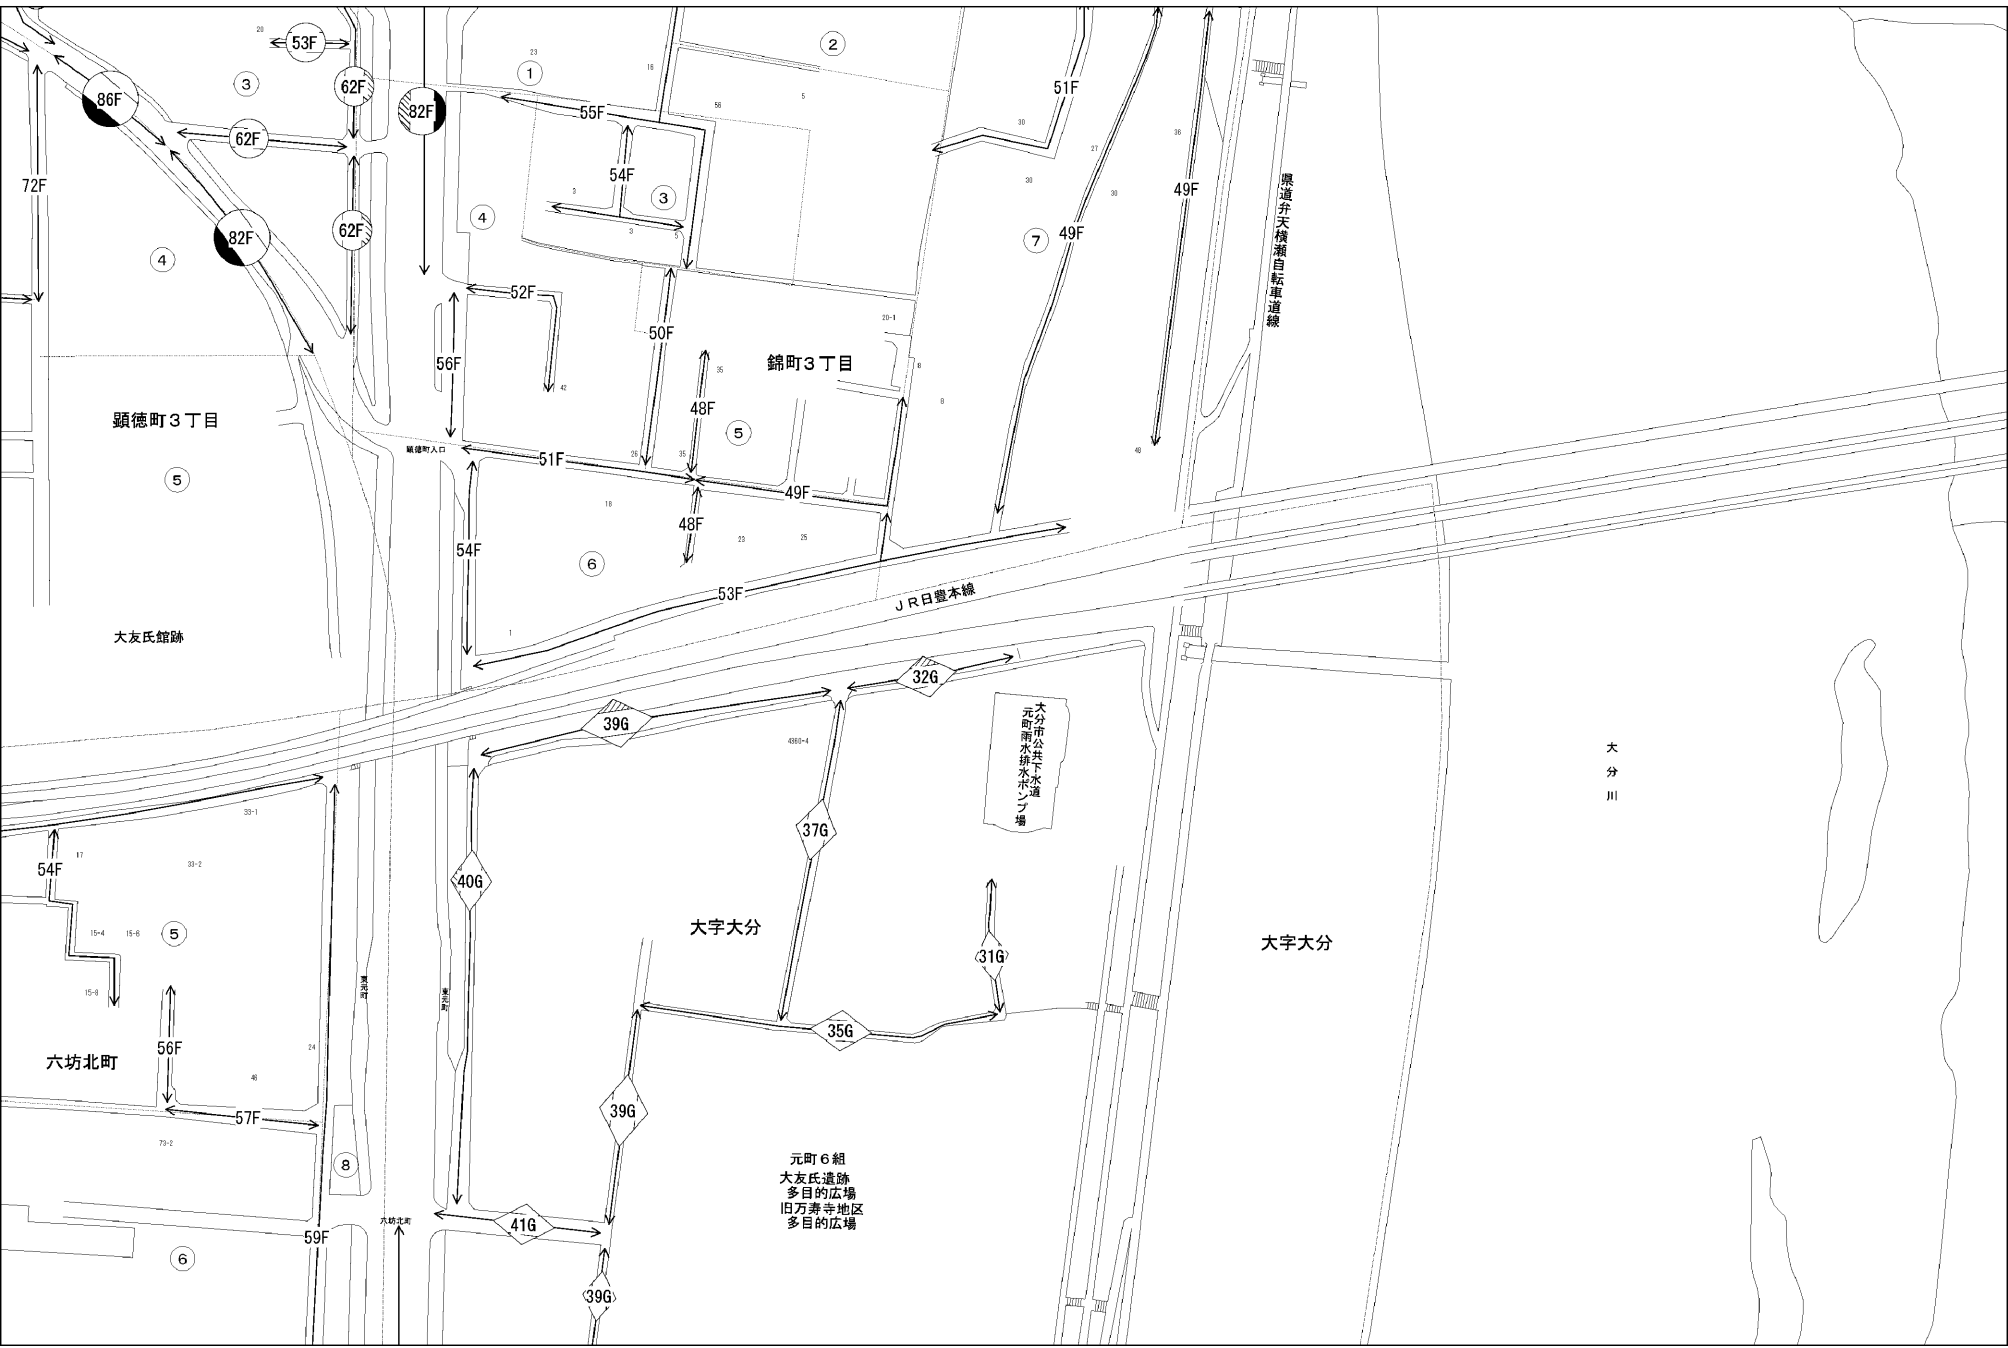 53F
②
③
①
86F
62F
82F
51F
55F
62F
72F
54F
49F
③
④
82F
62F
⑦
49F
県道弁天横瀬自転車道線
④
52F
50F
20-1
56F
錦町3丁目
35
42
8
8
48F
顕徳町3丁目
⑤
顕徳町入口
51F
26
35
48
⑤
49F
18
48F
23
25
54F
⑥
53F
JR日豊本線
大友氏館跡
1
32G
39G
4360-4
大分市公共下水道
元町雨水排水ポンプ場
大分川
33-1
37G
54F
17
33-2
40G
15-4
15-6
⑤
大字大分
大字大分
31G
15-8
東元町
東元町
35G
56F
24
六坊北町
46
57F
39G
73-2
⑧
元町6組
大友氏遺跡
多目的広場
旧万寿寺地区
多目的広場
六坊北町
41G
59F
⑥
39G
28
23
16
5
56
30
27
36
30
30
3
3
5